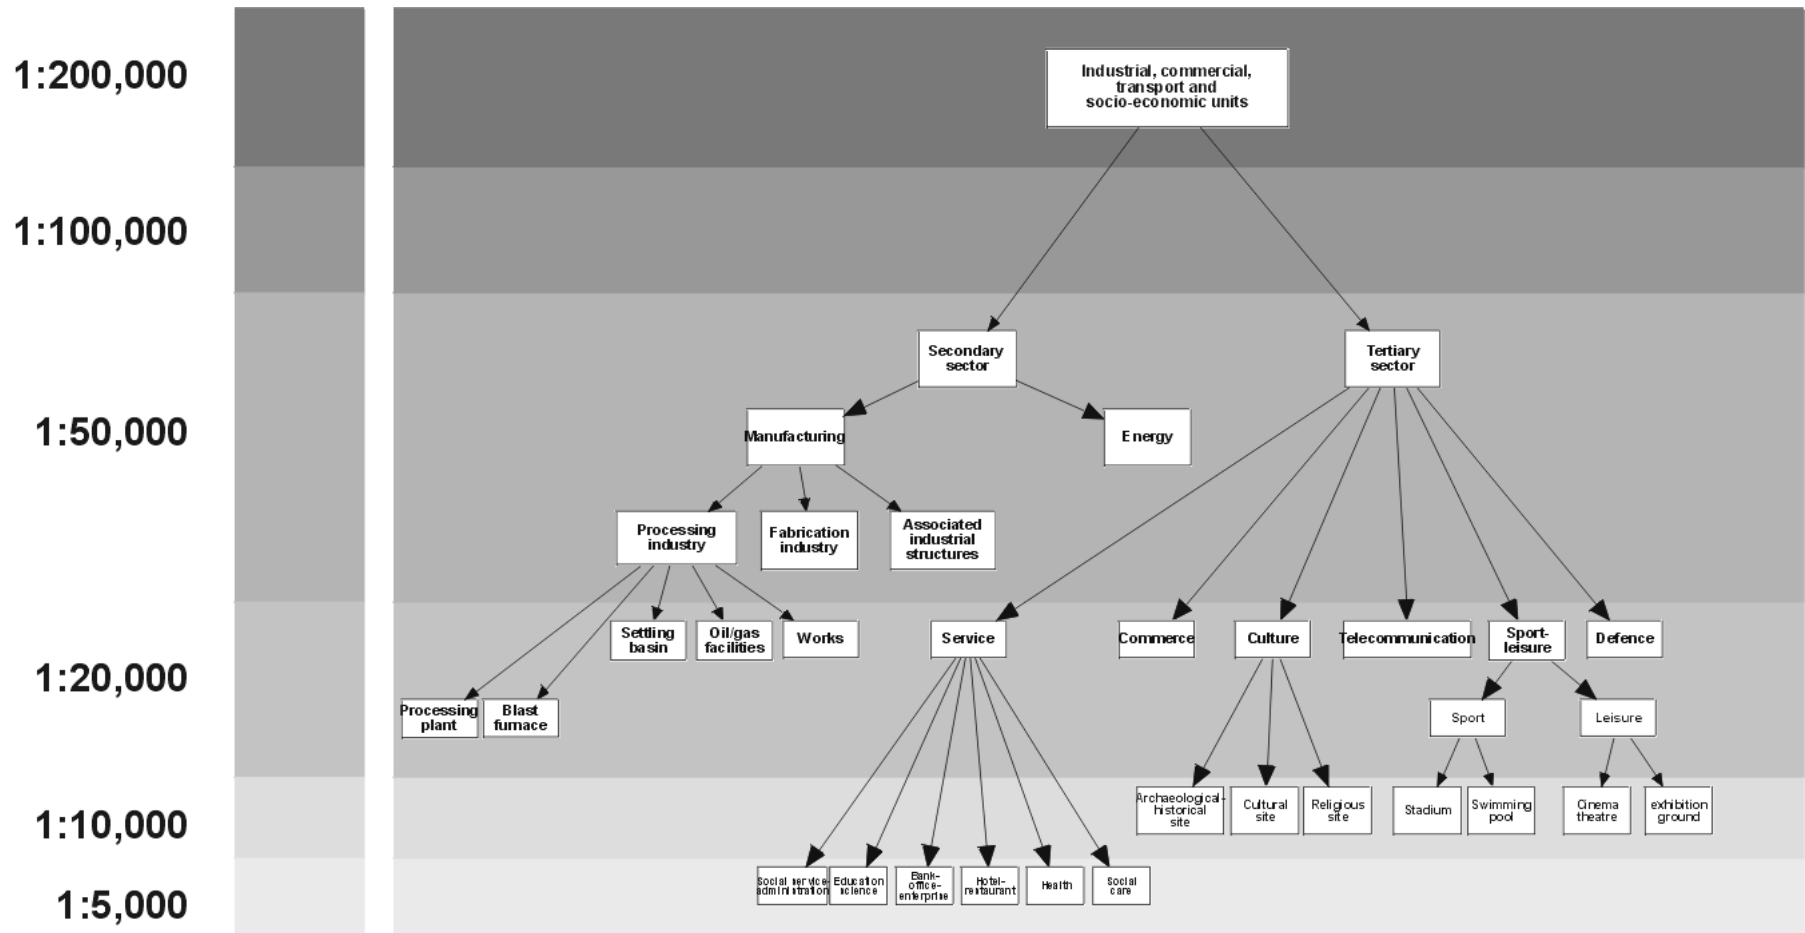 1:200,000
Industrial, commercial,
transport and
socio-economic units
1:100,000
1:50,000
Secondary
sector
Tertiary
sector
Manufacturing
Energy
Processing
industry
Fabrication
industry
Associated
industrial
structures
1:20,000
Settling
basin
Oil/gas
facilities
Works
Service
Commerce
Culture
Telecommunication
Sport-
leisure
Defence
Processing
plant
Blast
furnace
Sport
Leisure
1:10,000
Archaeological-
historical
site
Cultural
site
Religious
site
Stadium
Swimming
pool
Cinema
theatre
exhibition
ground
1:5,000
Social service-
administration
Education
science
Bank-
office-
enterprise
Hotel-
restaurant
Health
Social
care